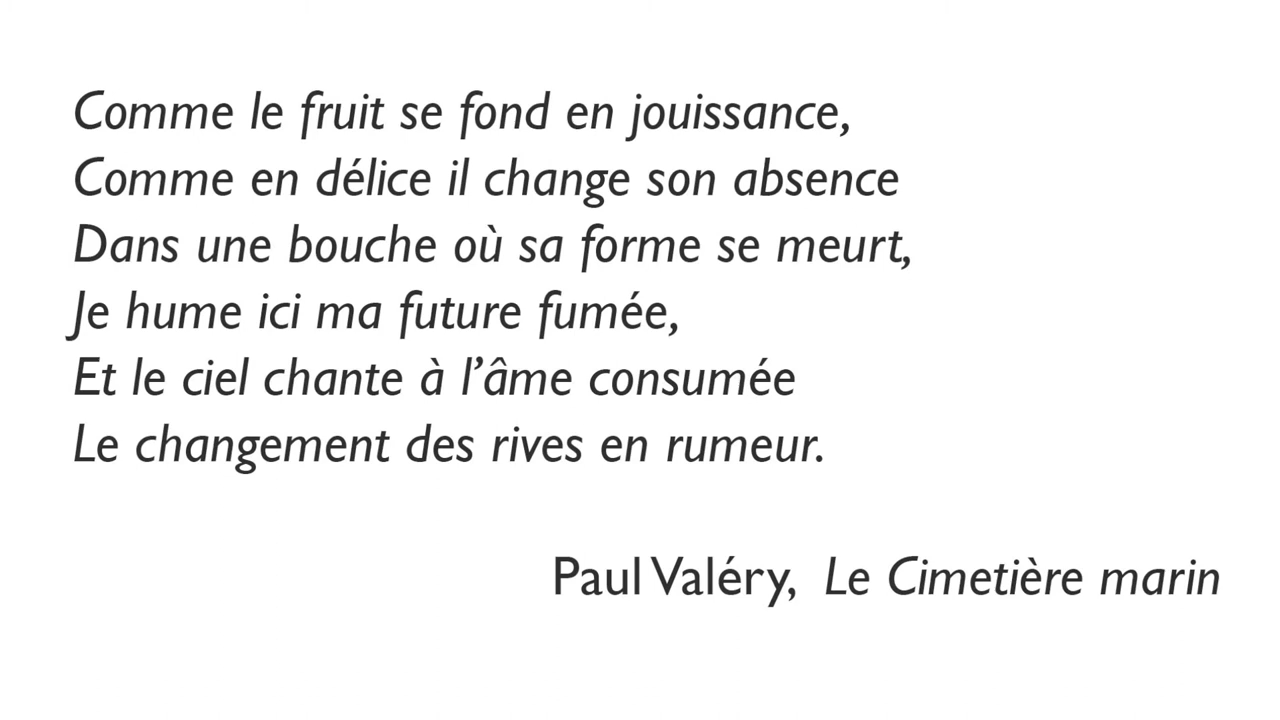 Comme le fruit se fond en jouissance,
Comme en délice il change son absence
Dans une bouche où sa forme se meurt,
Je hume ici ma future fumée,
Et le ciel chante à l’âme consumée
Le changement des rives en rumeur.
Paul Valéry, Le Cimetière marin